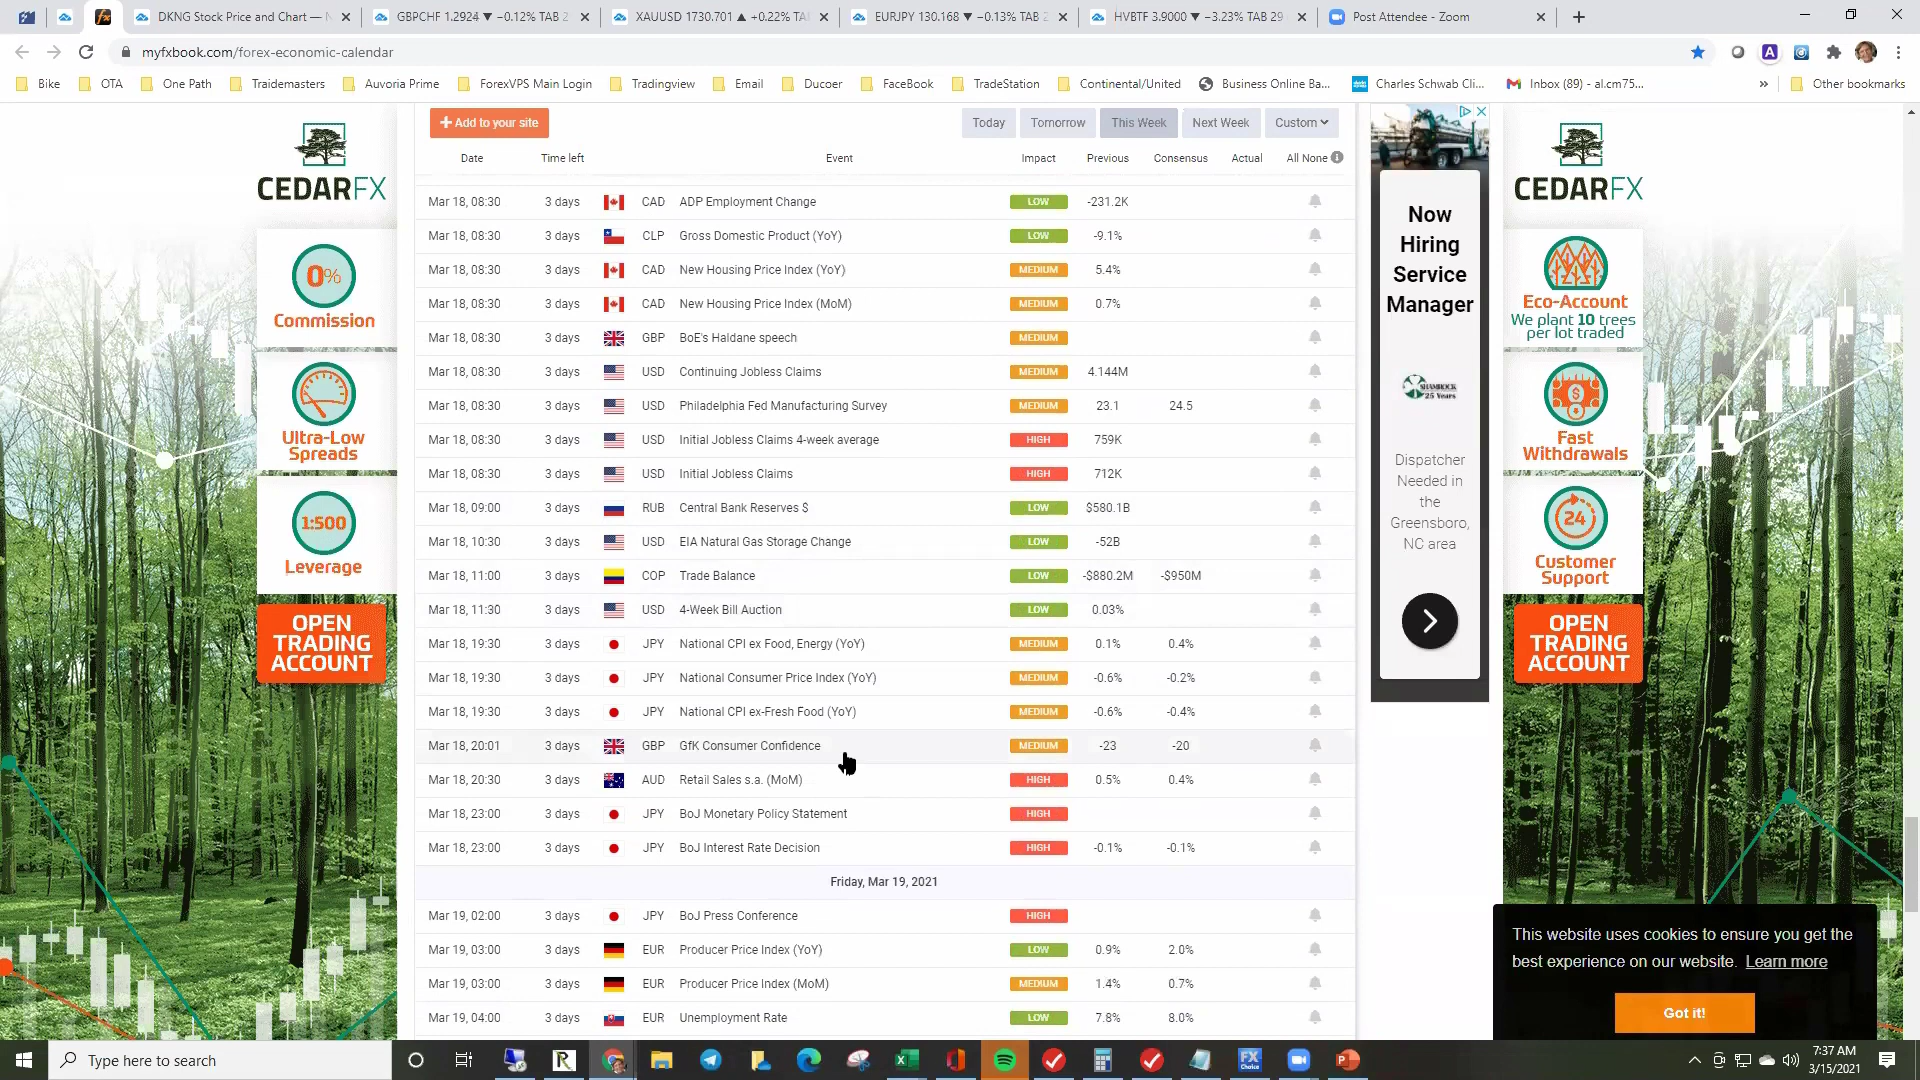 DKNG Stock Price and Chart —
GBPCHF 1.2924 ▼ −0.12% TAB 2
XAUUSD 1730.701 ▲ +0.22% TA
EURJPY 130.168 ▼ −0.13% TAB 2
HVBTF 3.9000 ▼ −3.23% TAB 29
Post Attendee - Zoom
myfxbook.com/forex-economic-calendar
Bike
OTA
One Path
Traidemasters
Auvoria Prime
ForexVPS Main Login
Tradingview
Email
Ducoer
FaceBook
TradeStation
Continental/United
Business Online Ba...
Charles Schwab Cli...
Inbox (89) - al.cm75...
Other bookmarks
CEDARFX
0%
Commission
Ultra-Low
Spreads
1:500
Leverage
OPEN
TRADING
ACCOUNT
+ Add to your site
Today Tomorrow This Week Next Week Custom
Date Time left Event Impact Previous Consensus Actual All None
Mar 18, 08:30 3 days CAD ADP Employment Change LOW -231.2K
Mar 18, 08:30 3 days CLP Gross Domestic Product (YoY) LOW -9.1%
Mar 18, 08:30 3 days CAD New Housing Price Index (YoY) MEDIUM 5.4%
Mar 18, 08:30 3 days CAD New Housing Price Index (MoM) MEDIUM 0.7%
Mar 18, 08:30 3 days GBP BoE's Haldane speech MEDIUM
Mar 18, 08:30 3 days USD Continuing Jobless Claims MEDIUM 4.144M
Mar 18, 08:30 3 days USD Philadelphia Fed Manufacturing Survey MEDIUM 23.1 24.5
Mar 18, 08:30 3 days USD Initial Jobless Claims 4-week average HIGH 759K
Mar 18, 08:30 3 days USD Initial Jobless Claims HIGH 712K
Mar 18, 09:00 3 days RUB Central Bank Reserves $ LOW $580.1B
Mar 18, 10:30 3 days USD EIA Natural Gas Storage Change LOW -52B
Mar 18, 11:00 3 days COP Trade Balance LOW -$880.2M -$950M
Mar 18, 11:30 3 days USD 4-Week Bill Auction LOW 0.03%
Mar 18, 19:30 3 days JPY National CPI ex Food, Energy (YoY) MEDIUM 0.1% 0.4%
Mar 18, 19:30 3 days JPY National Consumer Price Index (YoY) MEDIUM -0.6% -0.2%
Mar 18, 19:30 3 days JPY National CPI ex-Fresh Food (YoY) MEDIUM -0.6% -0.4%
Mar 18, 20:01 3 days GBP GfK Consumer Confidence MEDIUM -23 -20
Mar 18, 20:30 3 days AUD Retail Sales s.a. (MoM) HIGH 0.5% 0.4%
Mar 18, 23:00 3 days JPY BoJ Monetary Policy Statement HIGH
Mar 18, 23:00 3 days JPY BoJ Interest Rate Decision HIGH -0.1% -0.1%
Friday, Mar 19, 2021
Mar 19, 02:00 3 days JPY BoJ Press Conference HIGH
Mar 19, 03:00 3 days EUR Producer Price Index (YoY) LOW 0.9% 2.0%
Mar 19, 03:00 3 days EUR Producer Price Index (MoM) MEDIUM 1.4% 0.7%
Mar 19, 04:00 3 days EUR Unemployment Rate LOW 7.8% 8.0%
Now
Hiring
Service
Manager
SHAMROCK
25 Years
Dispatcher
Needed in
the
Greensboro,
NC area
CEDARFX
Eco-Account
We plant 10 trees
per lot traded
Fast
Withdrawals
24
Customer
Support
OPEN
TRADING
ACCOUNT
This website uses cookies to ensure you get the
best experience on our website. Learn more
Got it!
Type here to search
FX
Choice
7:37 AM
3/15/2021